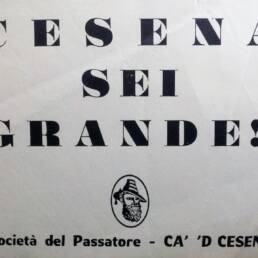 CESENA
SEI
GRANDE!
ocietà del Passatore - CA' 'D CESEN